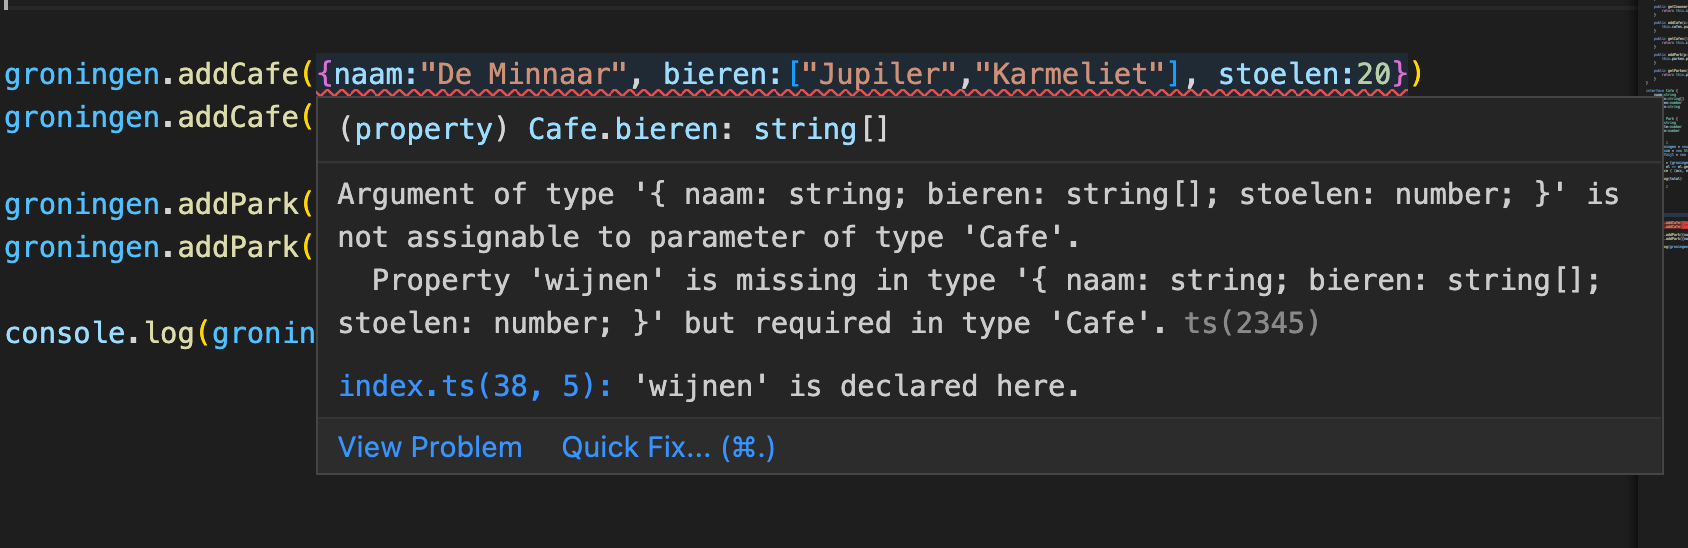 groningen.addCafe({naam:"De Minnaar", bieren:["Jupiler","Karmeliet"], stoelen:20})
groningen.addCafe(
(property) Cafe.bieren: string[]
Argument of type '{ naam: string; bieren: string[]; stoelen: number; }' is
not assignable to parameter of type 'Cafe'.
Property 'wijnen' is missing in type '{ naam: string; bieren: string[];
stoelen: number; }' but required in type 'Cafe'. ts(2345)
index.ts(38, 5): 'wijnen' is declared here.
View Problem Quick Fix... (⌘.)
groningen.addPark(
groningen.addPark(
console.log(gronin